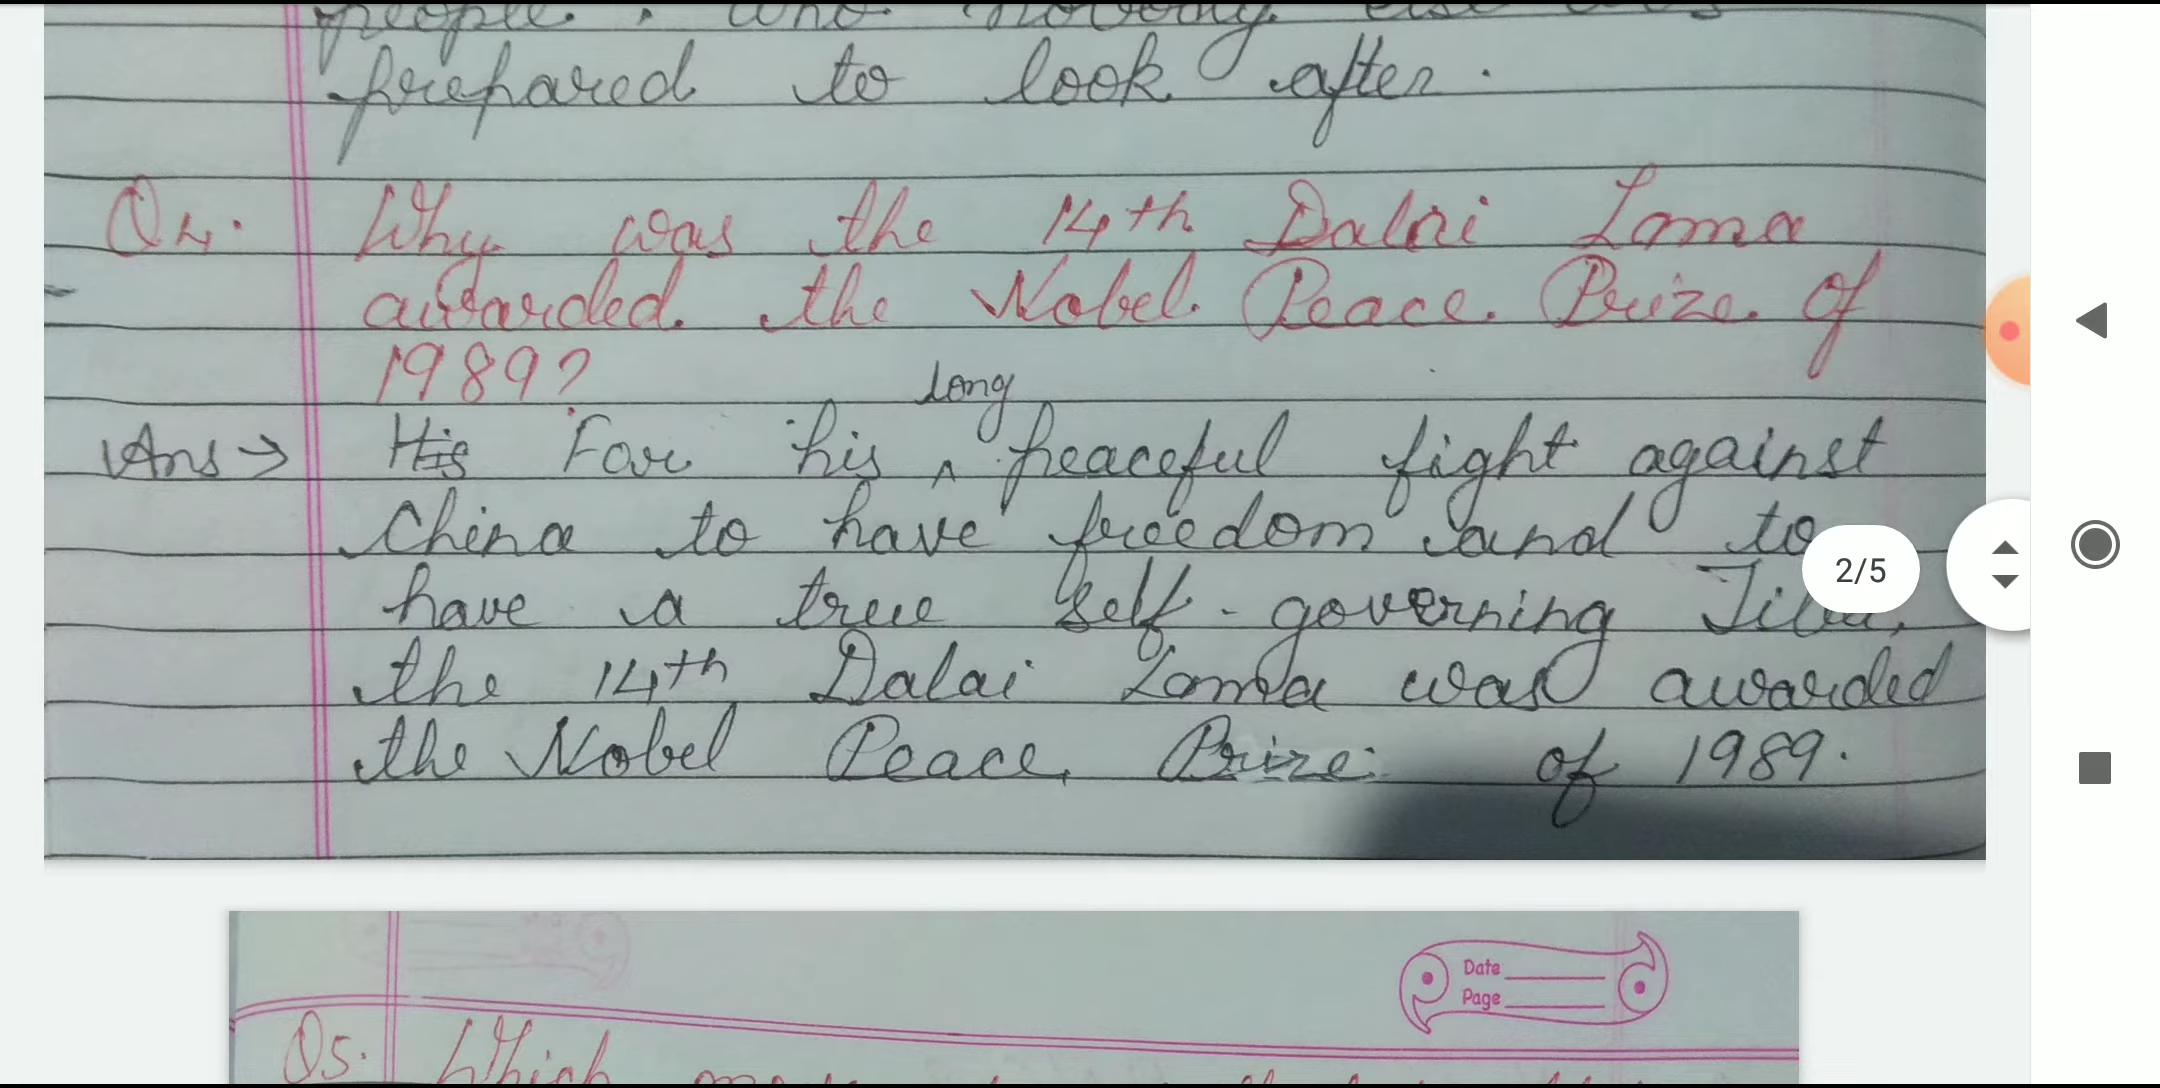 people.
prepared to look after.
Q4. Why was the 14th Dalai Lama
awarded. the Nobel. Peace. Prize. of
1989?
long
Ans → His For his ^ peaceful fight against
China to have freedom and to
have a true self-governing
the 14th Dalai Lama was awarded
the Nobel Peace Prize of 1989.
2/5
Date
Page
Q5. Which